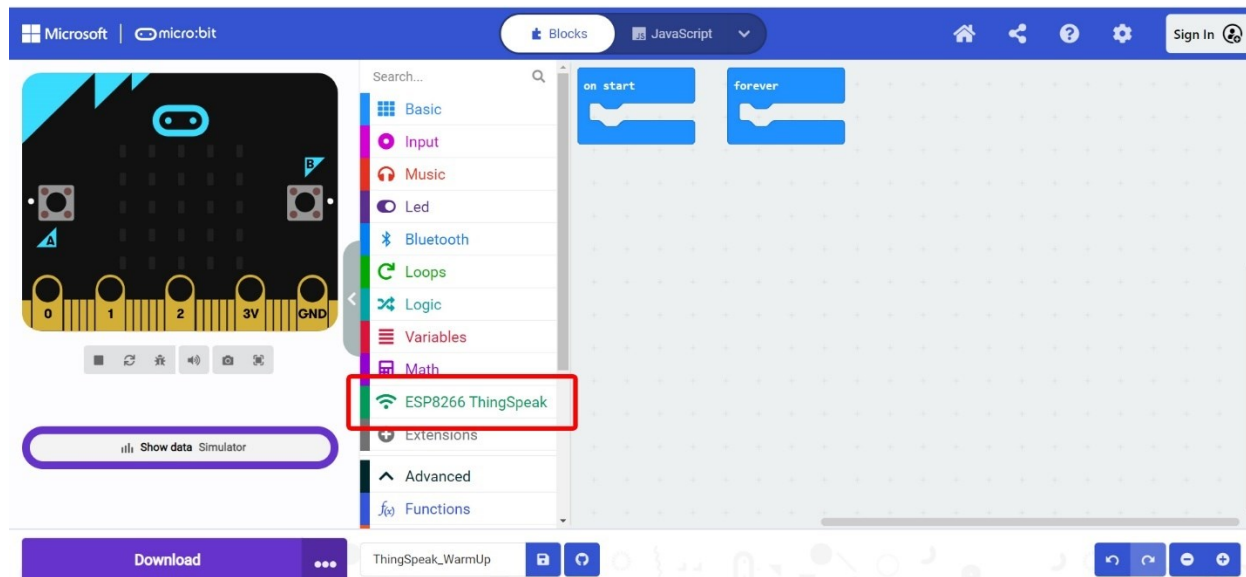 Microsoft micro:bit Blocks JS JavaScript Sign In
Search...
Basic
Input
Music
Led
Bluetooth
Loops
Logic
Variables
Math
ESP8266 ThingSpeak
Extensions
Advanced
f(x) Functions
B
A
0 1 2 3V GND
Show data Simulator
on start
forever
Download
ThingSpeak_WarmUp